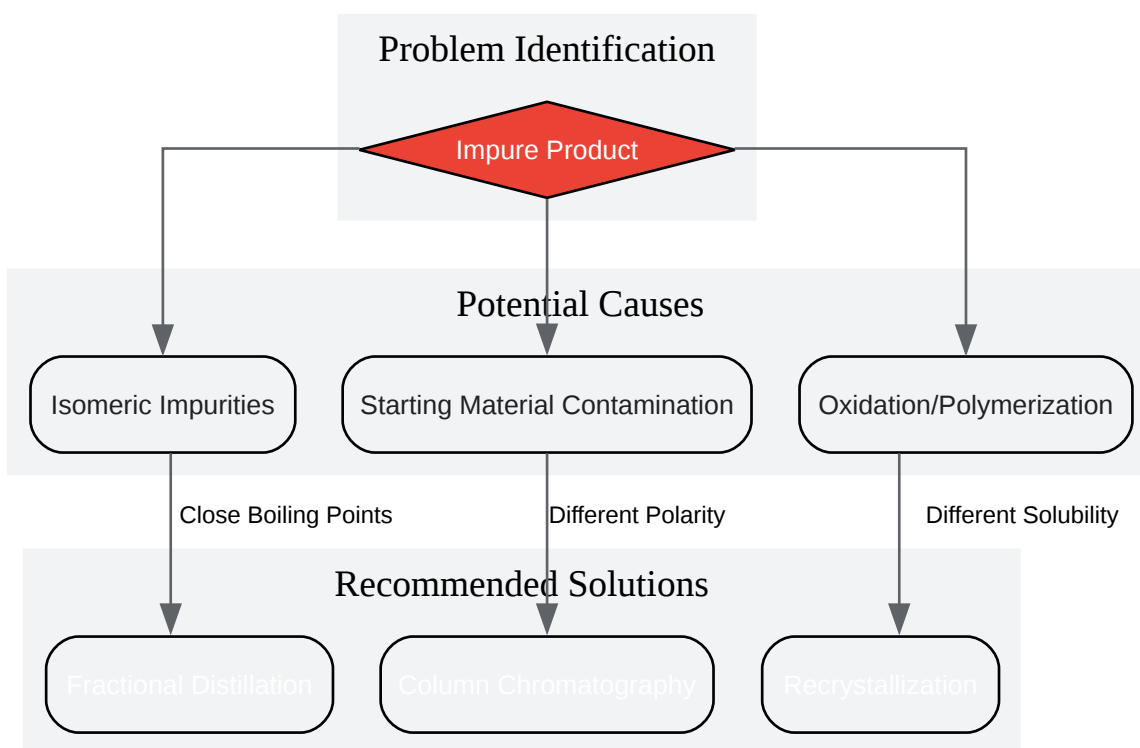 Problem Identification
Impure Product
Potential Causes
Isomeric Impurities
Starting Material Contamination
Oxidation/Polymerization
Close Boiling Points
Different Polarity
Different Solubility
Recommended Solutions
Fractional Distillation
Column Chromatography
Recrystallization